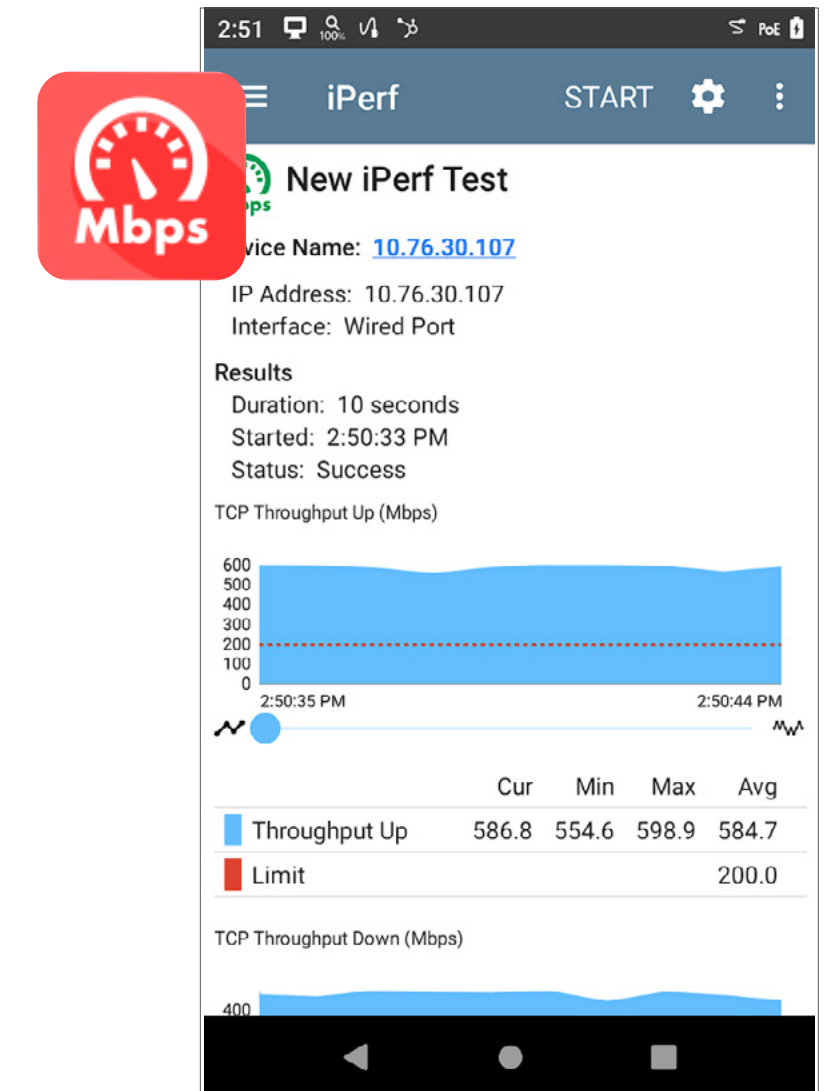 2:51 100% PoE
iPerf START
Mbps
New iPerf Test
ps
vice Name: 10.76.30.107
IP Address: 10.76.30.107
Interface: Wired Port
Results
Duration: 10 seconds
Started: 2:50:33 PM
Status: Success
TCP Throughput Up (Mbps)
600
500
400
300
200
100
0
2:50:35 PM 2:50:44 PM
Cur Min Max Avg
Throughput Up 586.8 554.6 598.9 584.7
Limit 200.0
TCP Throughput Down (Mbps)
400